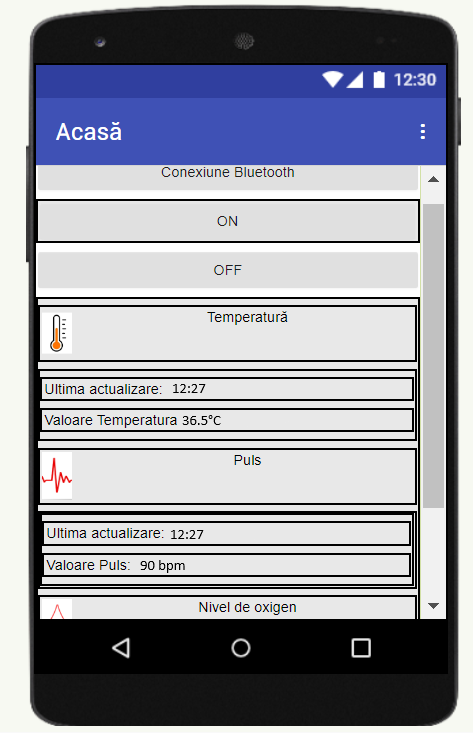 12:30
Acasă
Conexiune Bluetooth
ON
OFF
Temperatură
Ultima actualizare: 12:27
Valoare Temperatura 36.5°C
Puls
Ultima actualizare: 12:27
Valoare Puls: 90 bpm
Nivel de oxigen